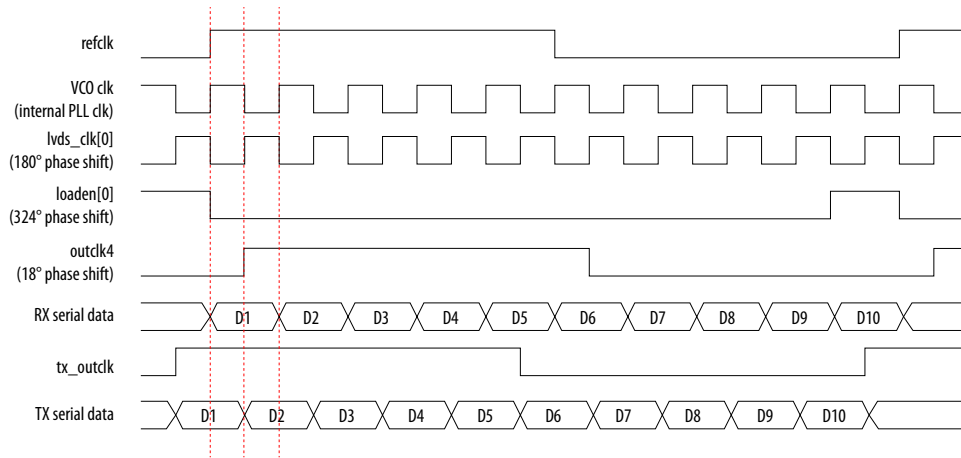 refclk
VCO clk
(internal PLL clk)
lvds_clk[0]
(180° phase shift)
loaden[0]
(324° phase shift)
outclk4
(18° phase shift)
RX serial data D1 D2 D3 D4 D5 D6 D7 D8 D9 D10
tx_outclk
TX serial data D1 D2 D3 D4 D5 D6 D7 D8 D9 D10